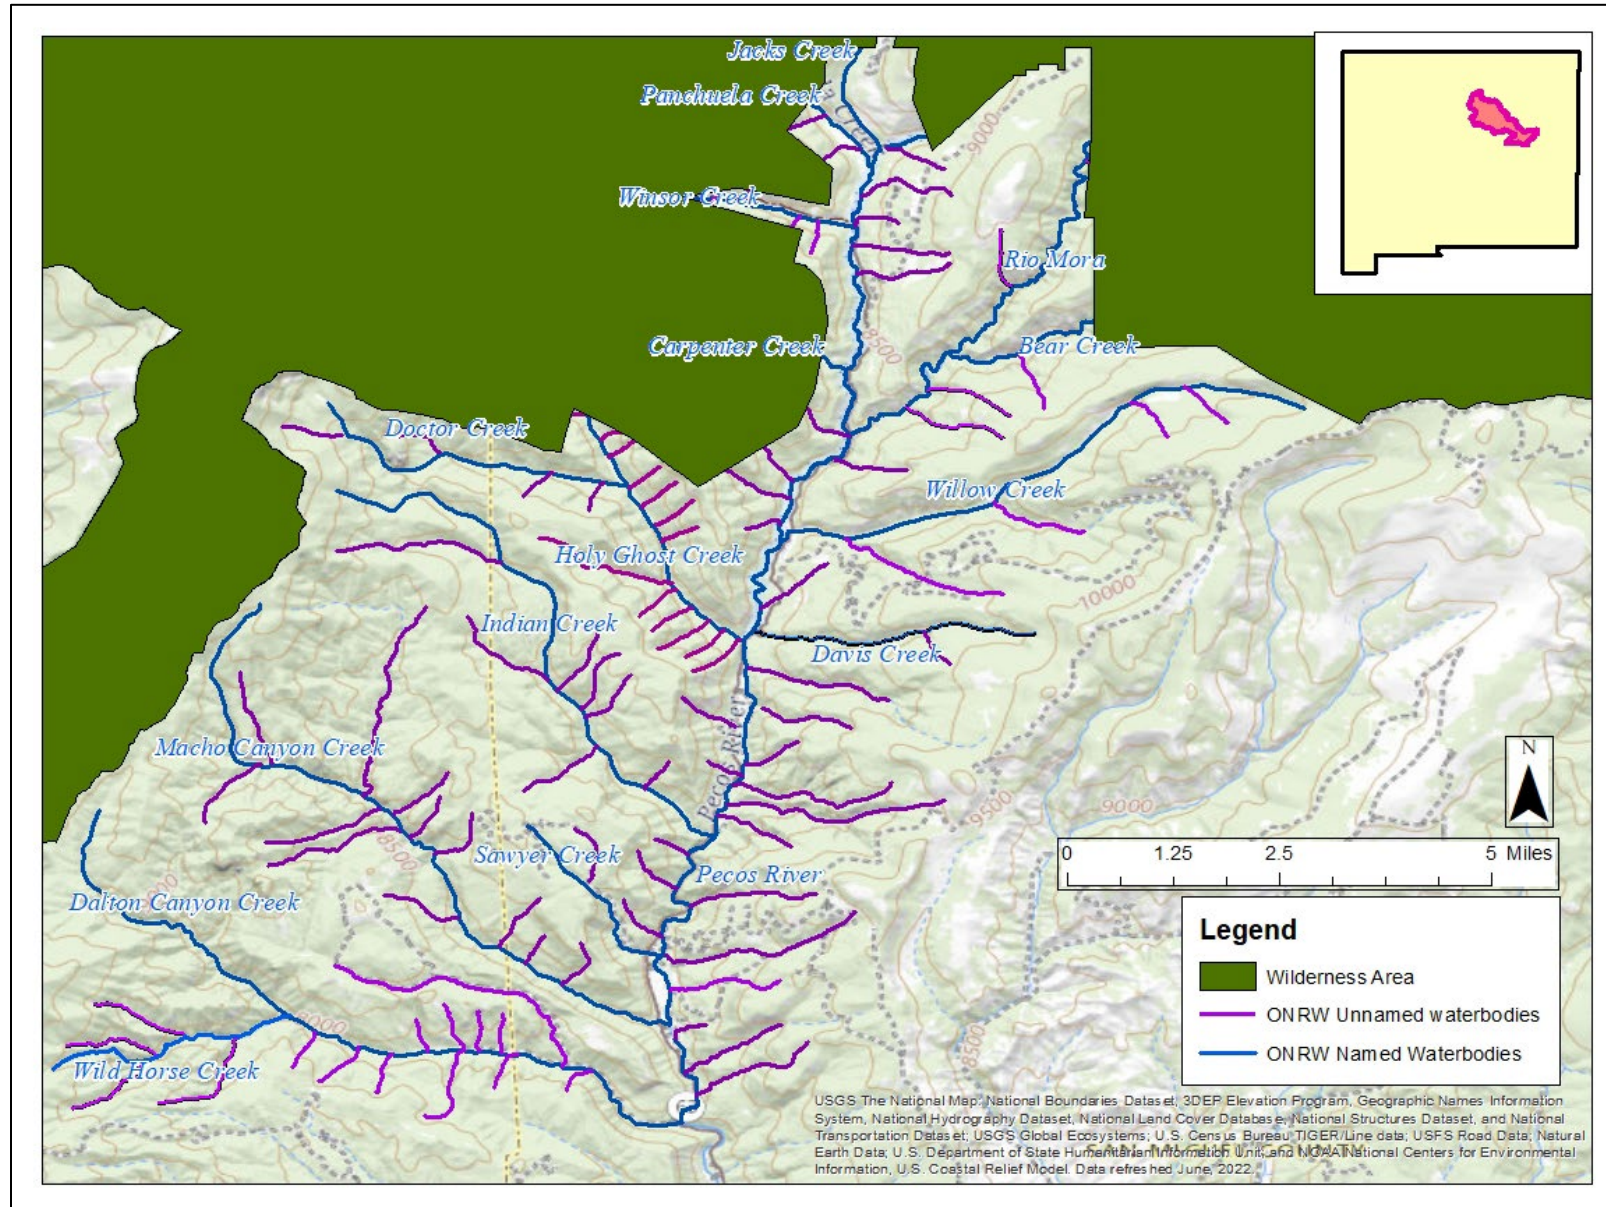 Jacks Creek
Panchuela Creek
Creek
9000
Winsor Creek
Rio Mora
Carpenter Creek
8500
Bear Creek
Doctor Creek
Willow Creek
Holy Ghost Creek
10000
Indian Creek
Davis Creek
Pecos River
Macho Canyon Creek
9500
9000
8500
Sawyer Creek
Pecos River
Dalton Canyon Creek
8000
8500
Wild Horse Creek
N
0 1.25 2.5 5 Miles
Legend
Wilderness Area
ONRW Unnamed waterbodies
ONRW Named Waterbodies
USGS The National Map: National Boundaries Dataset, 3DEP Elevation Program, Geographic Names Information
System, National Hydrography Dataset, National Land Cover Database, National Structures Dataset, and National
Transportation Dataset; USGS Global Ecosystems; U.S. Census Bureau TIGER/Line data; USFS Road Data; Natural
Earth Data; U.S. Department of State Humanitarian Information Unit; and NOAA National Centers for Environmental
Information, U.S. Coastal Relief Model. Data refreshed June, 2022.